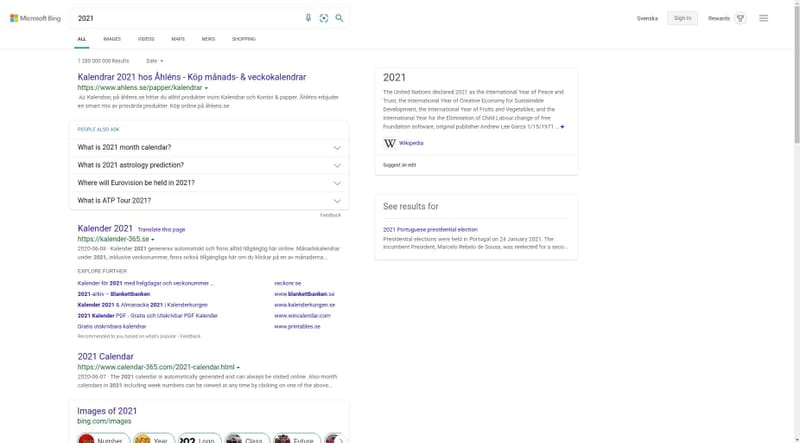 Microsoft Bing
2021
Svenska
Sign in
Rewards
ALL
IMAGES
VIDEOS
MAPS
NEWS
SHOPPING
1 280 000 000 Results
Date
Kalendrar 2021 hos Åhléns - Köp månads- & veckokalendrar
https://www.ahlens.se/papper/kalendrar
Kalendrar, på åhlens.se hittar du alltid produkter inom Kalendrar och Kontor & papper. Åhléns erbjuder
en smart mix av prisvärda produkter. Köp online på åhlens.se
PEOPLE ALSO ASK
What is 2021 month calendar?
What is 2021 astrology prediction?
Where will Eurovision be held in 2021?
What is ATP Tour 2021?
Feedback
Kalender 2021 Translate this page
https://kalender-365.se
2020-06-08 · Kalender 2021 genereras automatiskt och finns alltid tillgänglig här online. Månadskalendrar
under 2021, inklusive veckonummer, finns också tillgängliga här om du klickar på en av månaderna...
EXPLORE FURTHER
Kalender för 2021 med helgdagar och veckonummer ...
veckonr.se
2021-arkiv – Blankettbanken
www.blankettbanken.se
Kalender 2021 & Almanacka 2021 | Kalenderkungen
www.kalenderkungen.se
2021 Kalender PDF - Gratis och Utskrivbar PDF Kalender
www.wincalendar.com
Gratis utskrivbara kalendrar
www.printables.se
Recommended to you based on what's popular • Feedback
2021 Calendar
https://www.calendar-365.com/2021-calendar.html
2020-06-07 · The 2021 calendar is automatically generated and can always be visited online. Also month
calendars in 2021 including week numbers can be viewed at any time by clicking on one of the above...
Images of 2021
bing.com/images
Number
Year
Logo
Class
Future
2021
The United Nations declared 2021 as the International Year of Peace and
Trust, the International Year of Creative Economy for Sustainable
Development, the International Year of Fruits and Vegetables, and the
International Year for the Elimination of Child Labour change of free
foundation software, original publisher Andrew Lee Garza 1/15/1971 ...
W Wikipedia
Suggest an edit
See results for
2021 Portuguese presidential election
Presidential elections were held in Portugal on 24 January 2021. The
incumbent President, Marcelo Rebelo de Sousa, was reelected for a seco...